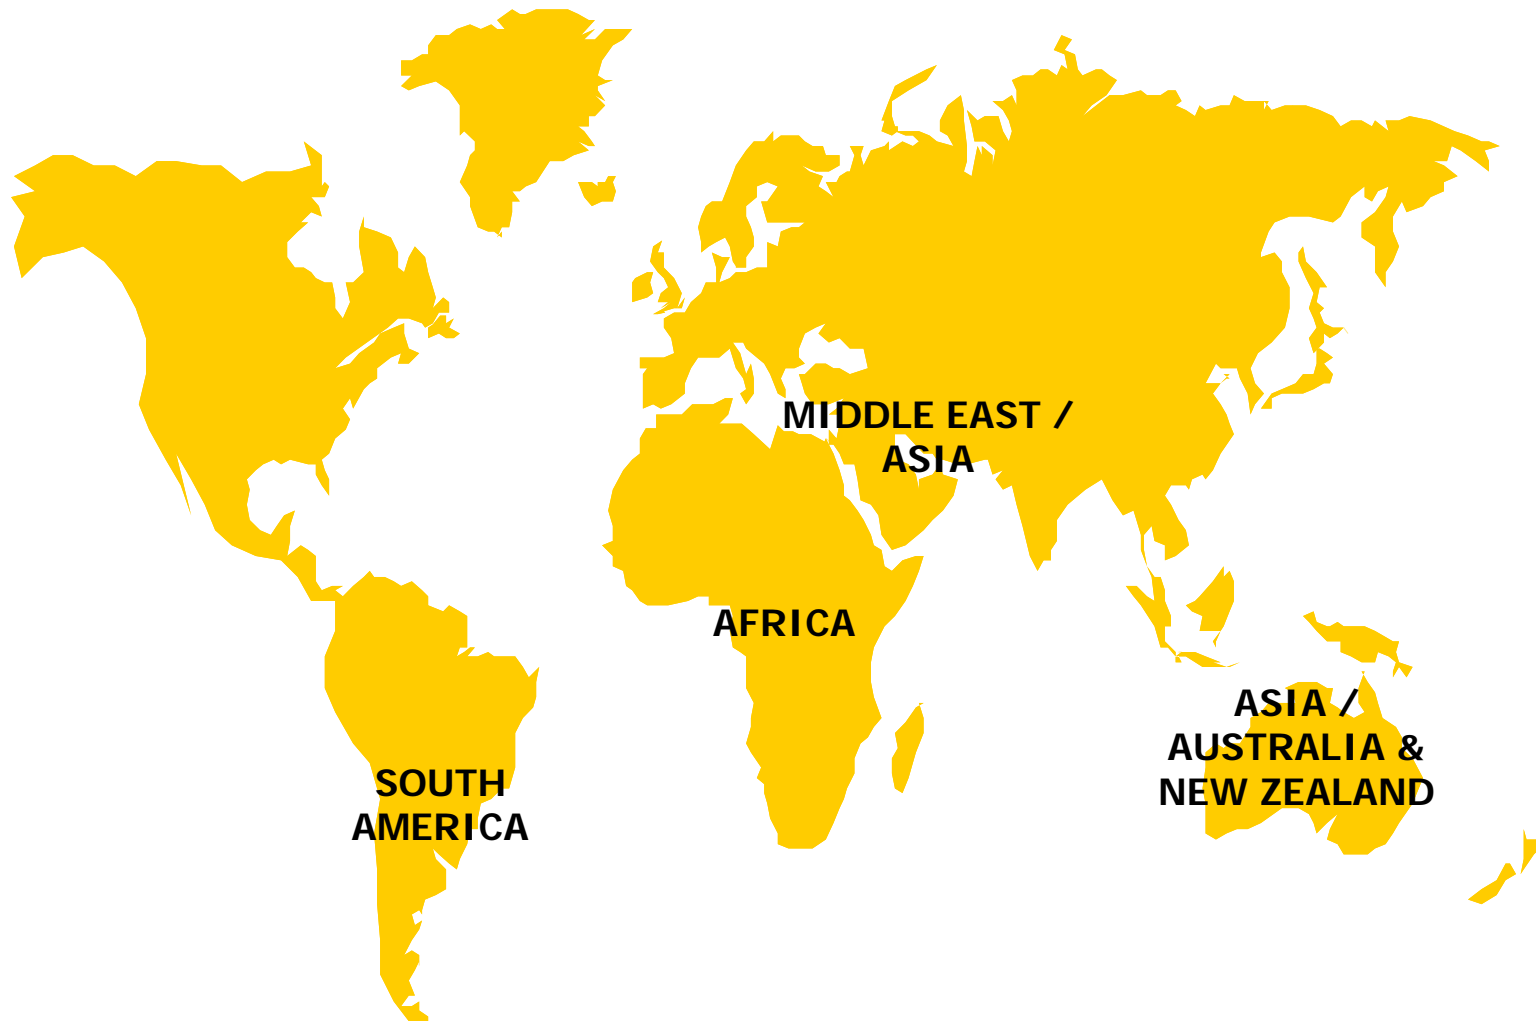 MIDDLE EAST /
ASIA
AFRICA
ASIA /
AUSTRALIA &
NEW ZEALAND
SOUTH
AMERICA